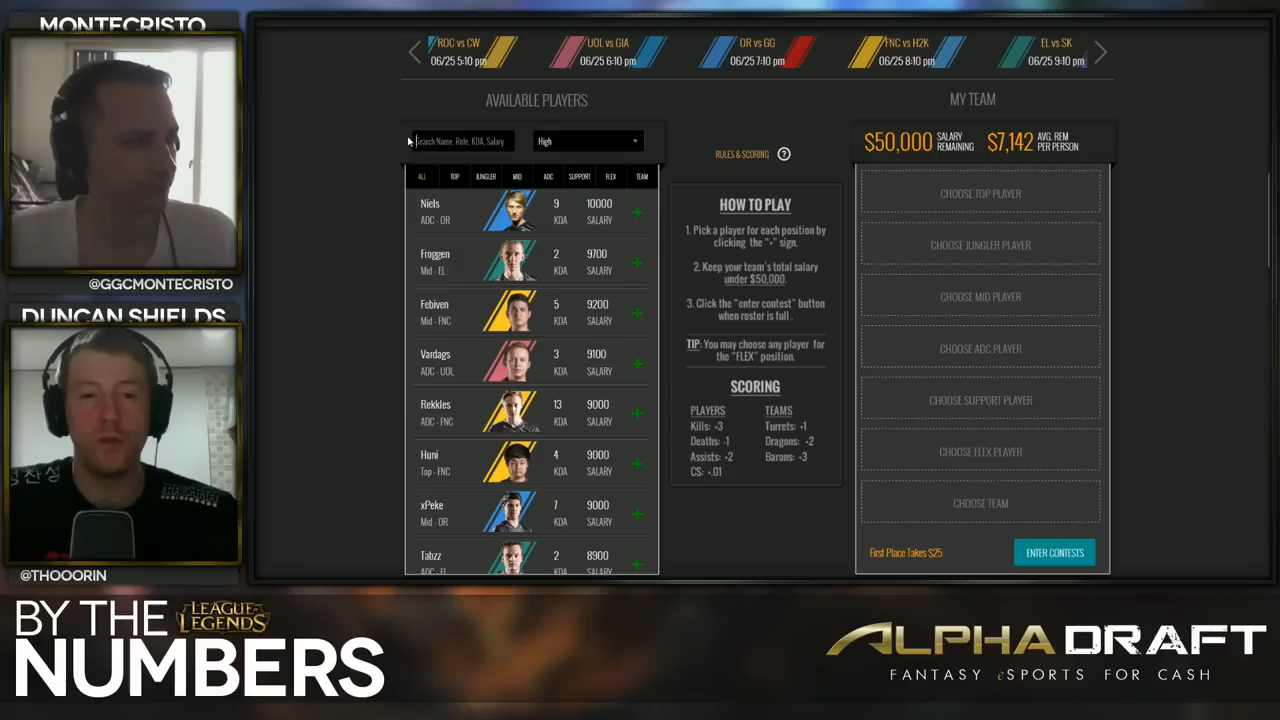 MONTECRISTO
@GGCMONTECRISTO
DUNCAN SHIELDS
@THOOORIN
ROC vs CW
06/25 5:10 pm
UOL vs GIA
06/25 6:10 pm
OR vs GG
06/25 7:10 pm
FNC vs H2K
06/25 8:10 pm
EL vs SK
06/25 9:10 pm
AVAILABLE PLAYERS
Search Name, Role, KDA, Salary
High
ALL TOP JUNGLER MID ADC SUPPORT FLEX TEAM
Niels 9 10000
ADC - OR KDA SALARY
Froggen 2 9700
Mid - EL KDA SALARY
Febiven 5 9200
Mid - FNC KDA SALARY
Vardags 3 9100
ADC - UOL KDA SALARY
Rekkles 13 9000
ADC - FNC KDA SALARY
Huni 4 9000
Top - FNC KDA SALARY
xPeke 7 9000
Mid - OR KDA SALARY
Tabzz 2 8900
ADC - EL KDA SALARY
RULES & SCORING ?
HOW TO PLAY
1. Pick a player for each position by
clicking the "+" sign.
2. Keep your team's total salary
under $50,000.
3. Click the "enter contest" button
when roster is full .
TIP: You may choose any player for
the "FLEX" position.
SCORING
PLAYERS
Kills: +3
Deaths: -1
Assists: +2
CS: +.01
TEAMS
Turrets: +1
Dragons: +2
Barons: +3
MY TEAM
$50,000 SALARY
REMAINING
$7,142 AVG. REM
PER PERSON
CHOOSE TOP PLAYER
CHOOSE JUNGLER PLAYER
CHOOSE MID PLAYER
CHOOSE ADC PLAYER
CHOOSE SUPPORT PLAYER
CHOOSE FLEX PLAYER
CHOOSE TEAM
First Place Takes $25
ENTER CONTESTS
BY THE LEAGUE OF LEGENDS
NUMBERS
ALPHADRAFT
FANTASY eSPORTS FOR CASH